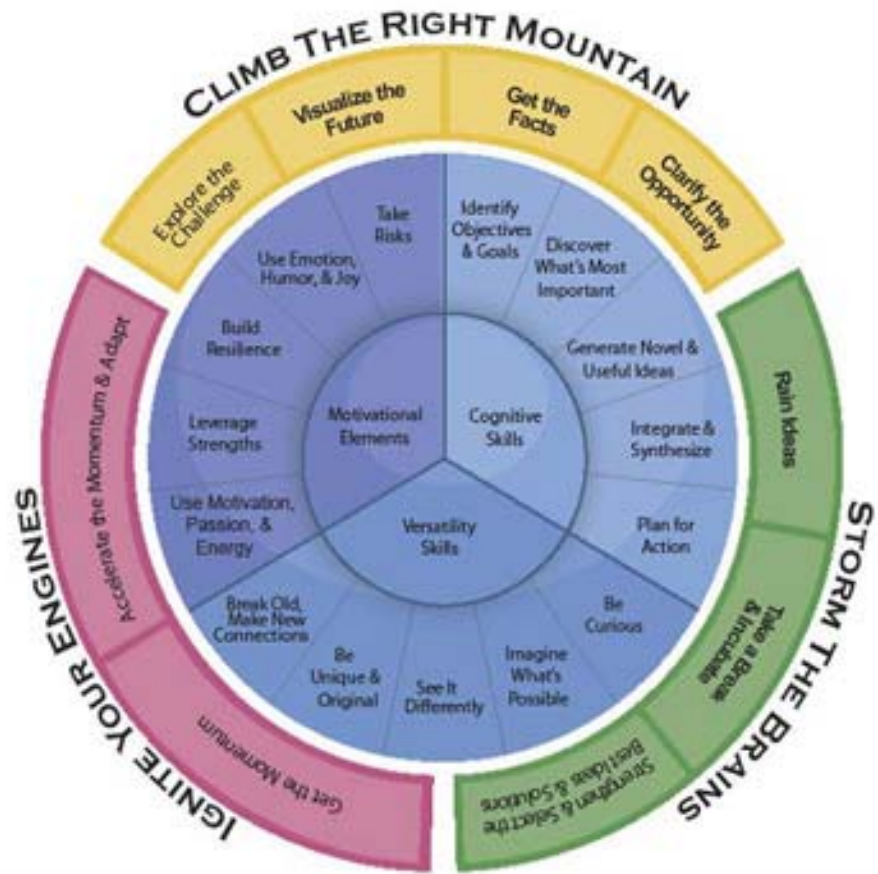 CLIMB THE RIGHT MOUNTAIN
Explore the
Challenge
Visualize the
Future
Get the
Facts
Clarify the
Opportunity
STORM THE BRAINS
Rain Ideas
Take a Break
& Incubate
Strengthen & Select the
Best Ideas & Solutions
IGNITE YOUR ENGINES
Get the Momentum
Accelerate the Momentum & Adapt
Cognitive
Skills
Identify
Objectives
& Goals
Discover
What's Most
Important
Generate Novel &
Useful Ideas
Integrate &
Synthesize
Plan for
Action
Versatility
Skills
Be
Curious
Imagine
What's
Possible
See It
Differently
Be
Unique &
Original
Break Old,
Make New
Connections
Motivational
Elements
Use Motivation,
Passion, &
Energy
Leverage
Strengths
Build
Resilience
Use Emotion,
Humor, & Joy
Take
Risks